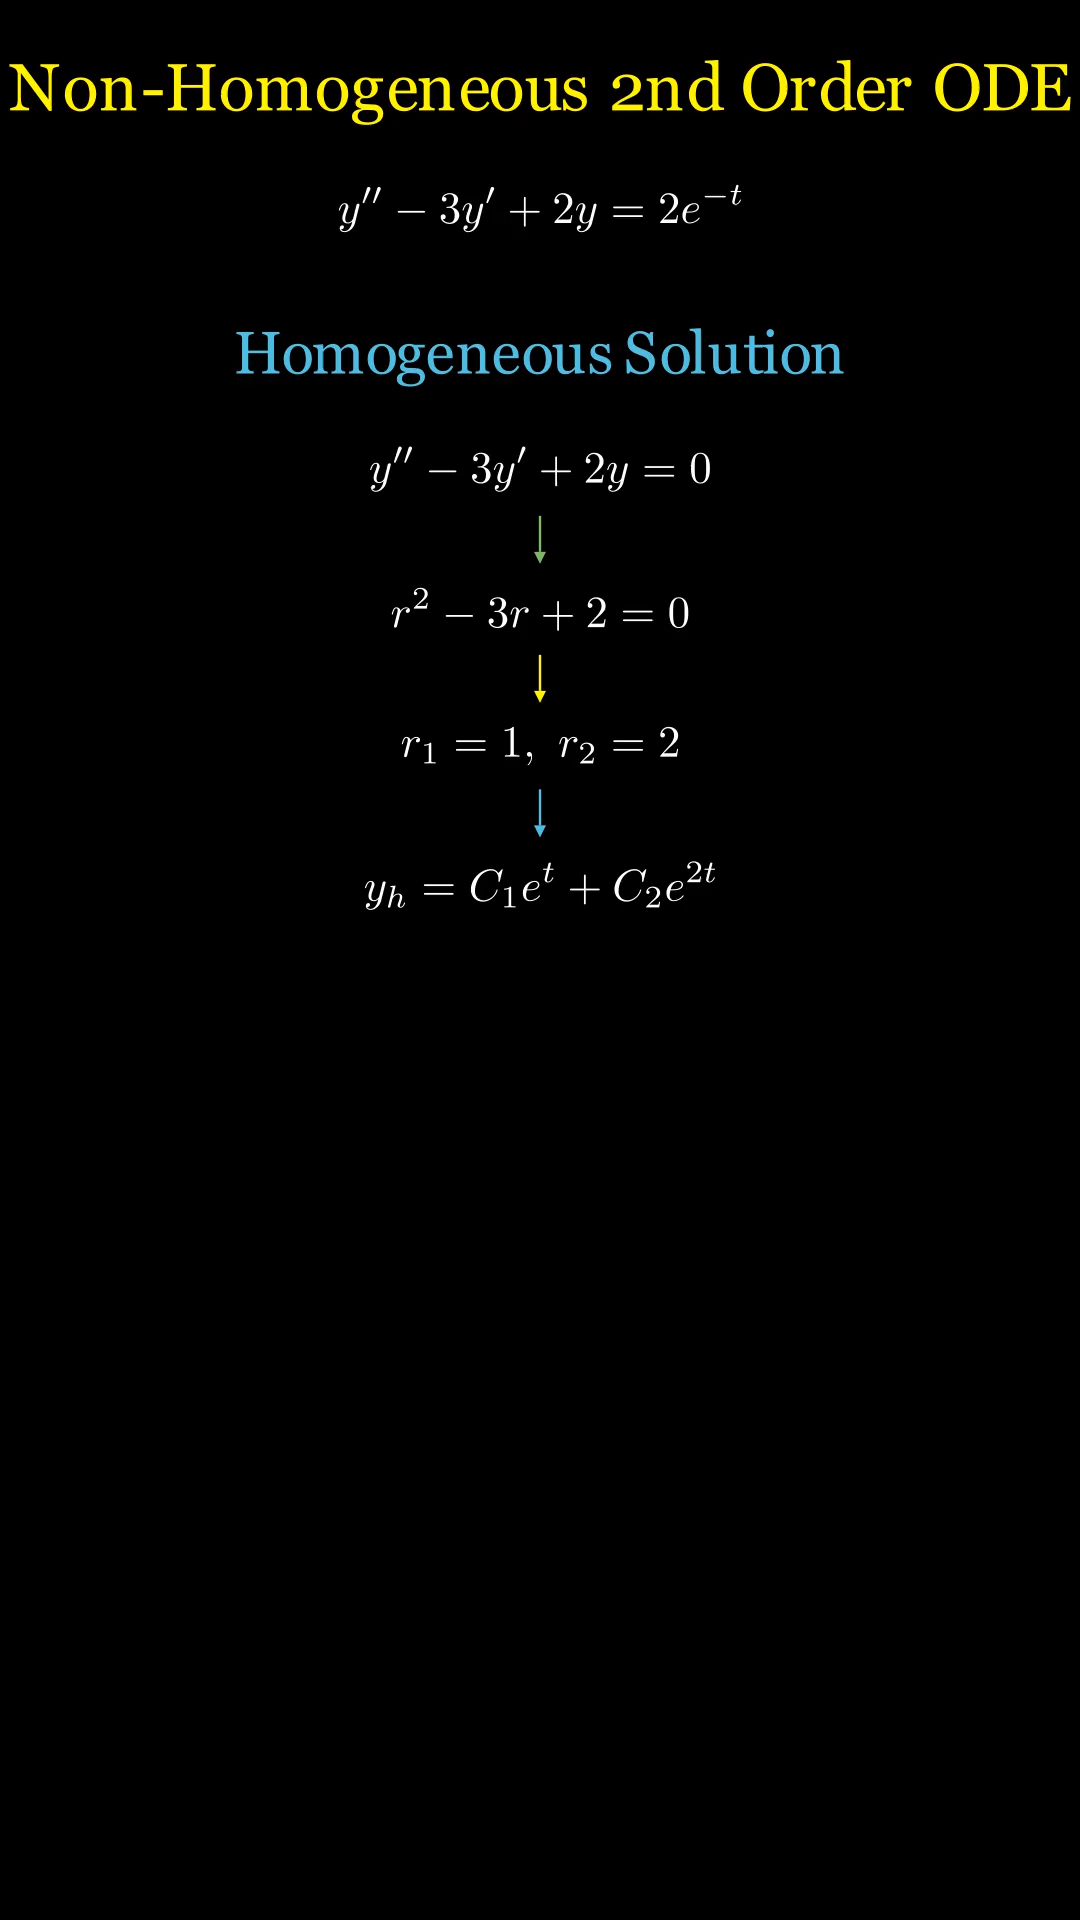 Non-Homogeneous 2nd Order ODE
y′′ − 3y′ + 2y = 2e^{−t}
Homogeneous Solution
y′′ − 3y′ + 2y = 0
r² − 3r + 2 = 0
r₁ = 1, r₂ = 2
y_h = C₁e^t + C₂e^{2t}